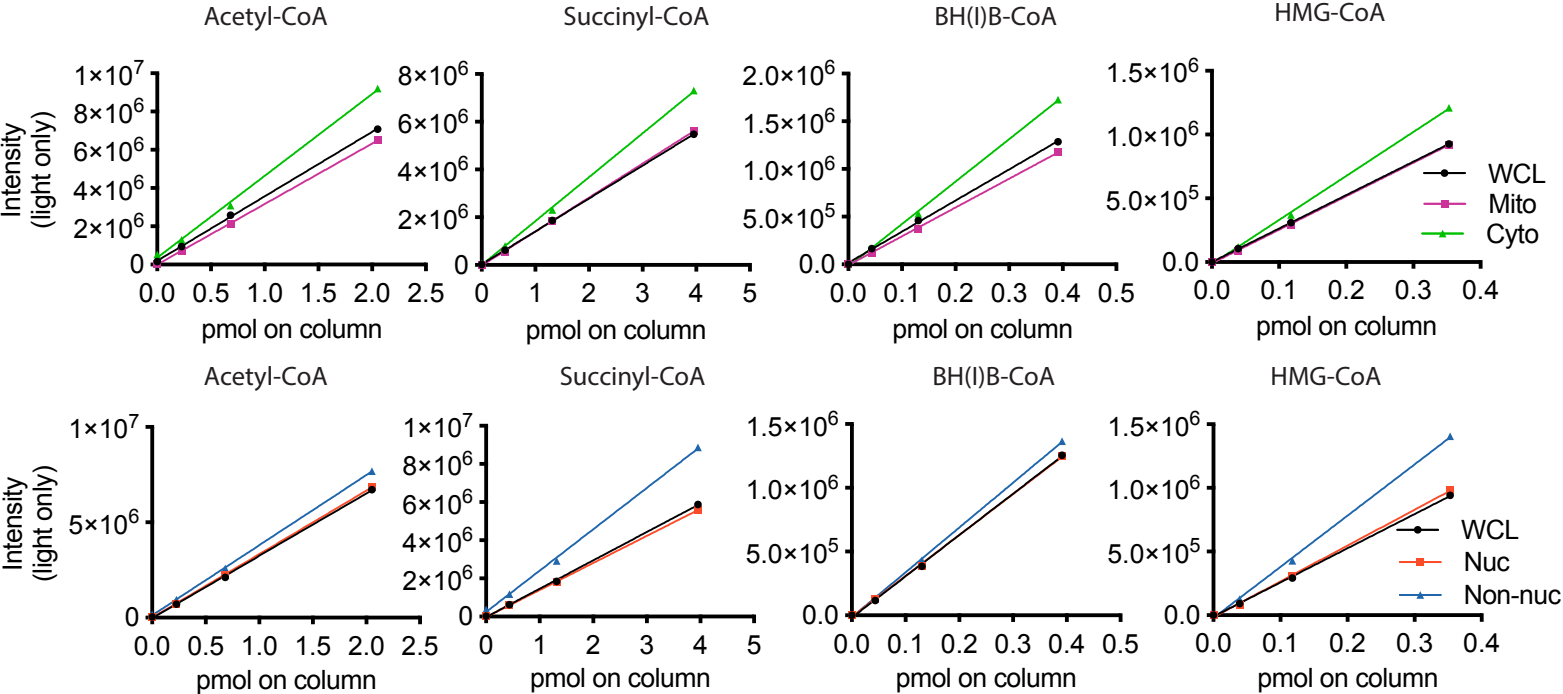 Acetyl-CoA
Succinyl-CoA
BH(I)B-CoA
HMG-CoA
Intensity
(light only)
1×10⁷
8×10⁶
6×10⁶
4×10⁶
2×10⁶
0
0.0 0.5 1.0 1.5 2.0 2.5
pmol on column
8×10⁶
6×10⁶
4×10⁶
2×10⁶
0
0 1 2 3 4 5
pmol on column
2.0×10⁶
1.5×10⁶
1.0×10⁶
5.0×10⁵
0.0
0.0 0.1 0.2 0.3 0.4 0.5
pmol on column
1.5×10⁶
1.0×10⁶
5.0×10⁵
0.0
0.0 0.1 0.2 0.3 0.4
pmol on column
WCL
Mito
Cyto
Acetyl-CoA
Succinyl-CoA
BH(I)B-CoA
HMG-CoA
Intensity
(light only)
1×10⁷
5×10⁶
0
0.0 0.5 1.0 1.5 2.0 2.5
pmol on column
1×10⁷
8×10⁶
6×10⁶
4×10⁶
2×10⁶
0
0 1 2 3 4 5
pmol on column
1.5×10⁶
1.0×10⁶
5.0×10⁵
0.0
0.0 0.1 0.2 0.3 0.4 0.5
pmol on column
1.5×10⁶
1.0×10⁶
5.0×10⁵
0.0
0.0 0.1 0.2 0.3 0.4
pmol on column
WCL
Nuc
Non-nuc